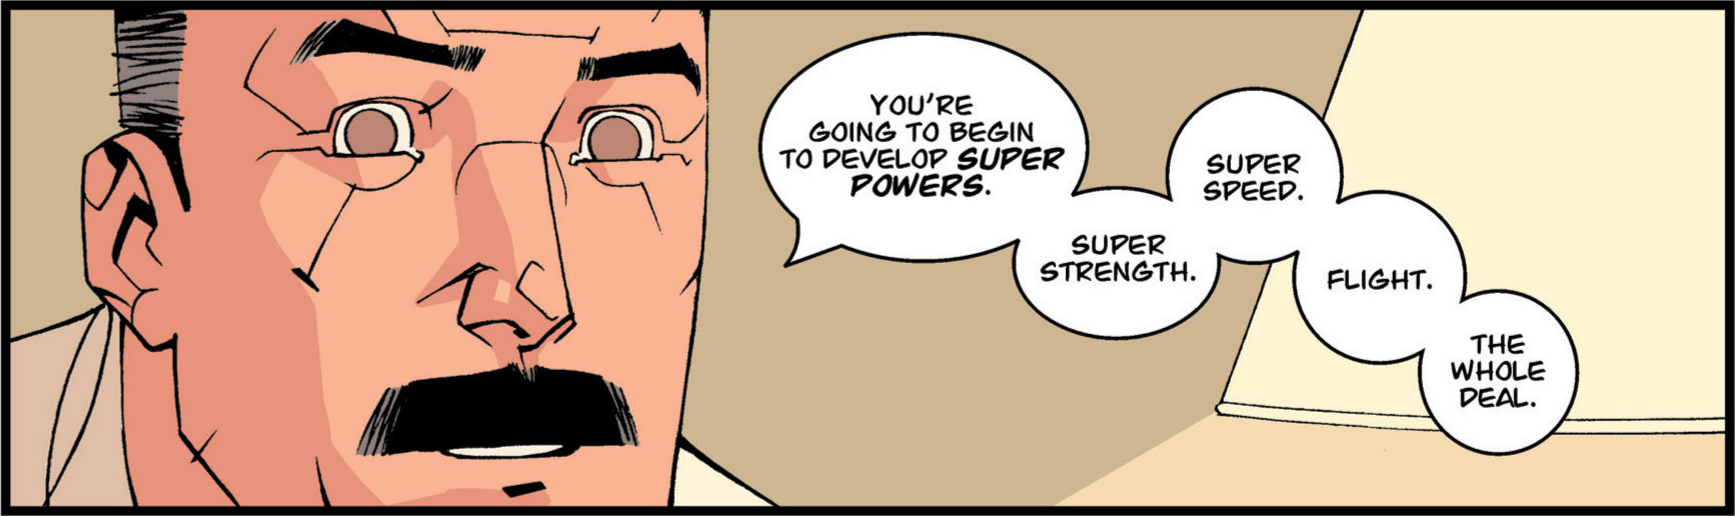 YOU'RE
GOING TO BEGIN
TO DEVELOP SUPER
POWERS.
SUPER
STRENGTH.
SUPER
SPEED.
FLIGHT.
THE
WHOLE
DEAL.